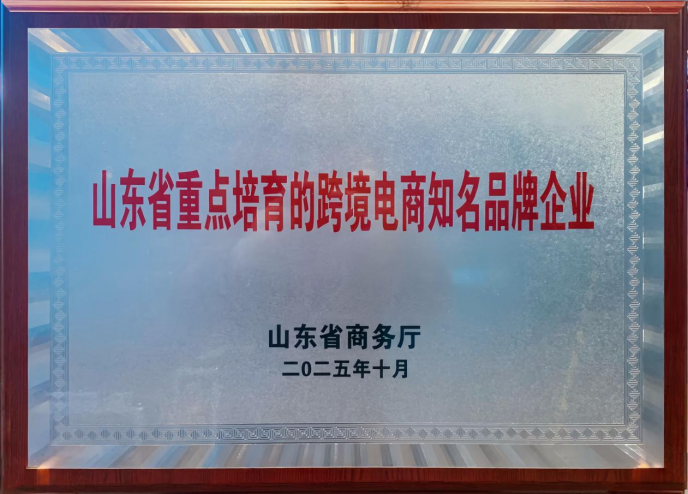 山东省重点培育的跨境电商知名品牌企业
山东省商务厅
二0二五年十月